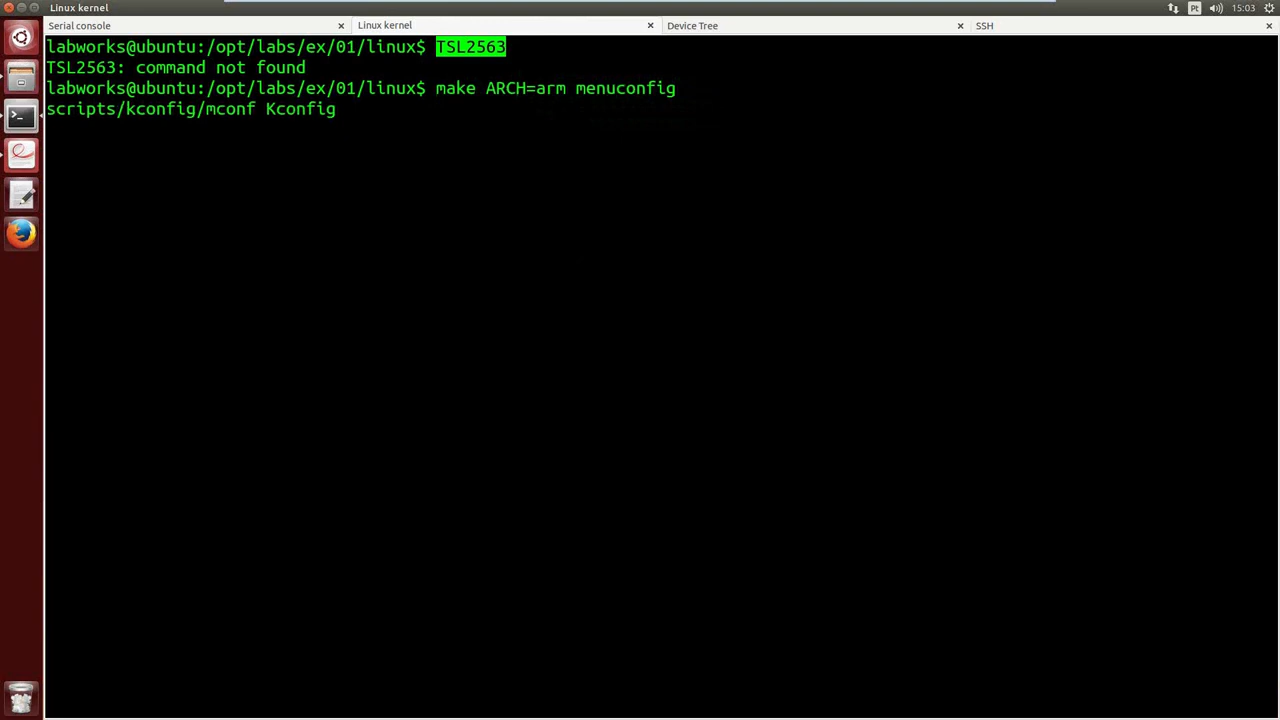 Linux kernel
Pt
15:03
Serial console
Linux kernel
Device Tree
SSH
labworks@ubuntu:/opt/labs/ex/01/linux$ TSL2563
TSL2563: command not found
labworks@ubuntu:/opt/labs/ex/01/linux$ make ARCH=arm menuconfig
scripts/kconfig/mconf Kconfig